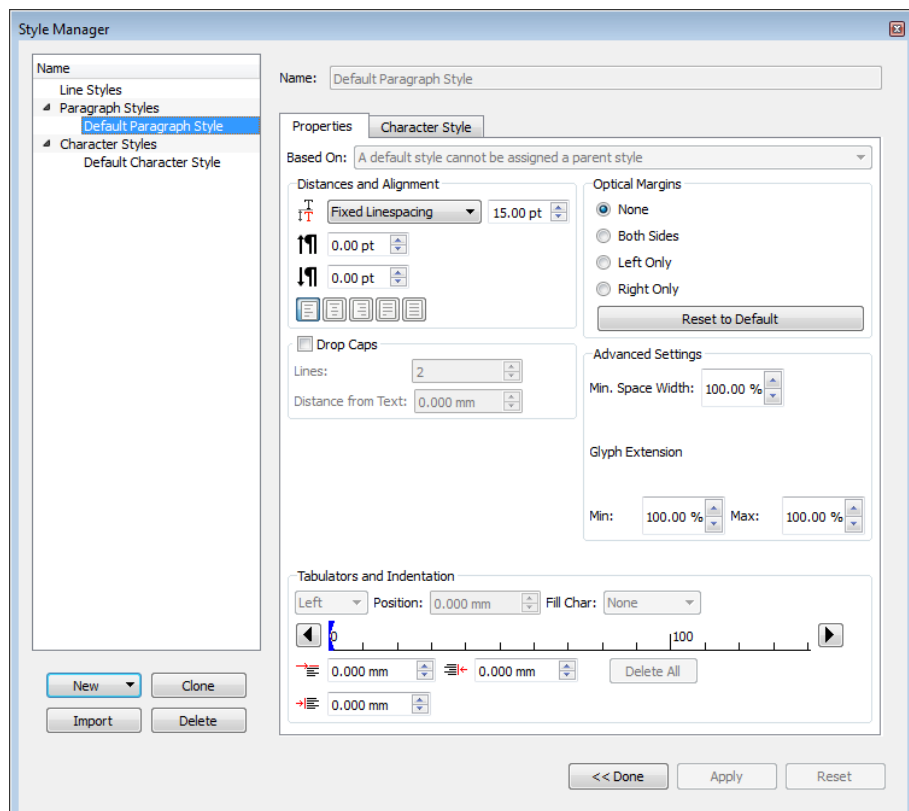 Style Manager
Name
Line Styles
Paragraph Styles
Default Paragraph Style
Character Styles
Default Character Style
New
Clone
Import
Delete
Name: Default Paragraph Style
Properties
Character Style
Based On: A default style cannot be assigned a parent style
Distances and Alignment
Fixed Linespacing 15.00 pt
0.00 pt
0.00 pt
Optical Margins
None
Both Sides
Left Only
Right Only
Reset to Default
Drop Caps
Lines: 2
Distance from Text: 0.000 mm
Advanced Settings
Min. Space Width: 100.00 %
Glyph Extension
Min: 100.00 % Max: 100.00 %
Tabulators and Indentation
Left Position: 0.000 mm Fill Char: None
0 100
0.000 mm 0.000 mm Delete All
0.000 mm
<< Done Apply Reset